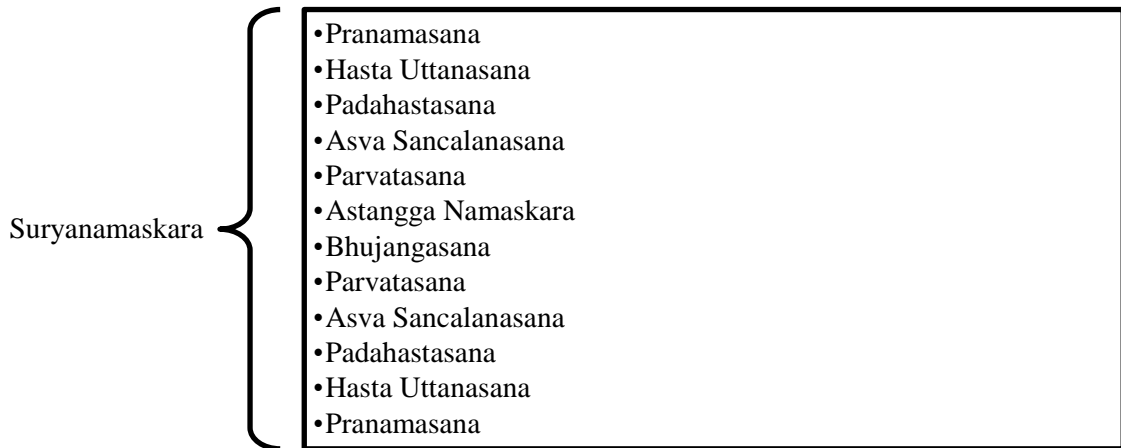 Suryanamaskara
•Pranamasana
•Hasta Uttanasana
•Padahastasana
•Asva Sancalanasana
•Parvatasana
•Astangga Namaskara
•Bhujangasana
•Parvatasana
•Asva Sancalanasana
•Padahastasana
•Hasta Uttanasana
•Pranamasana